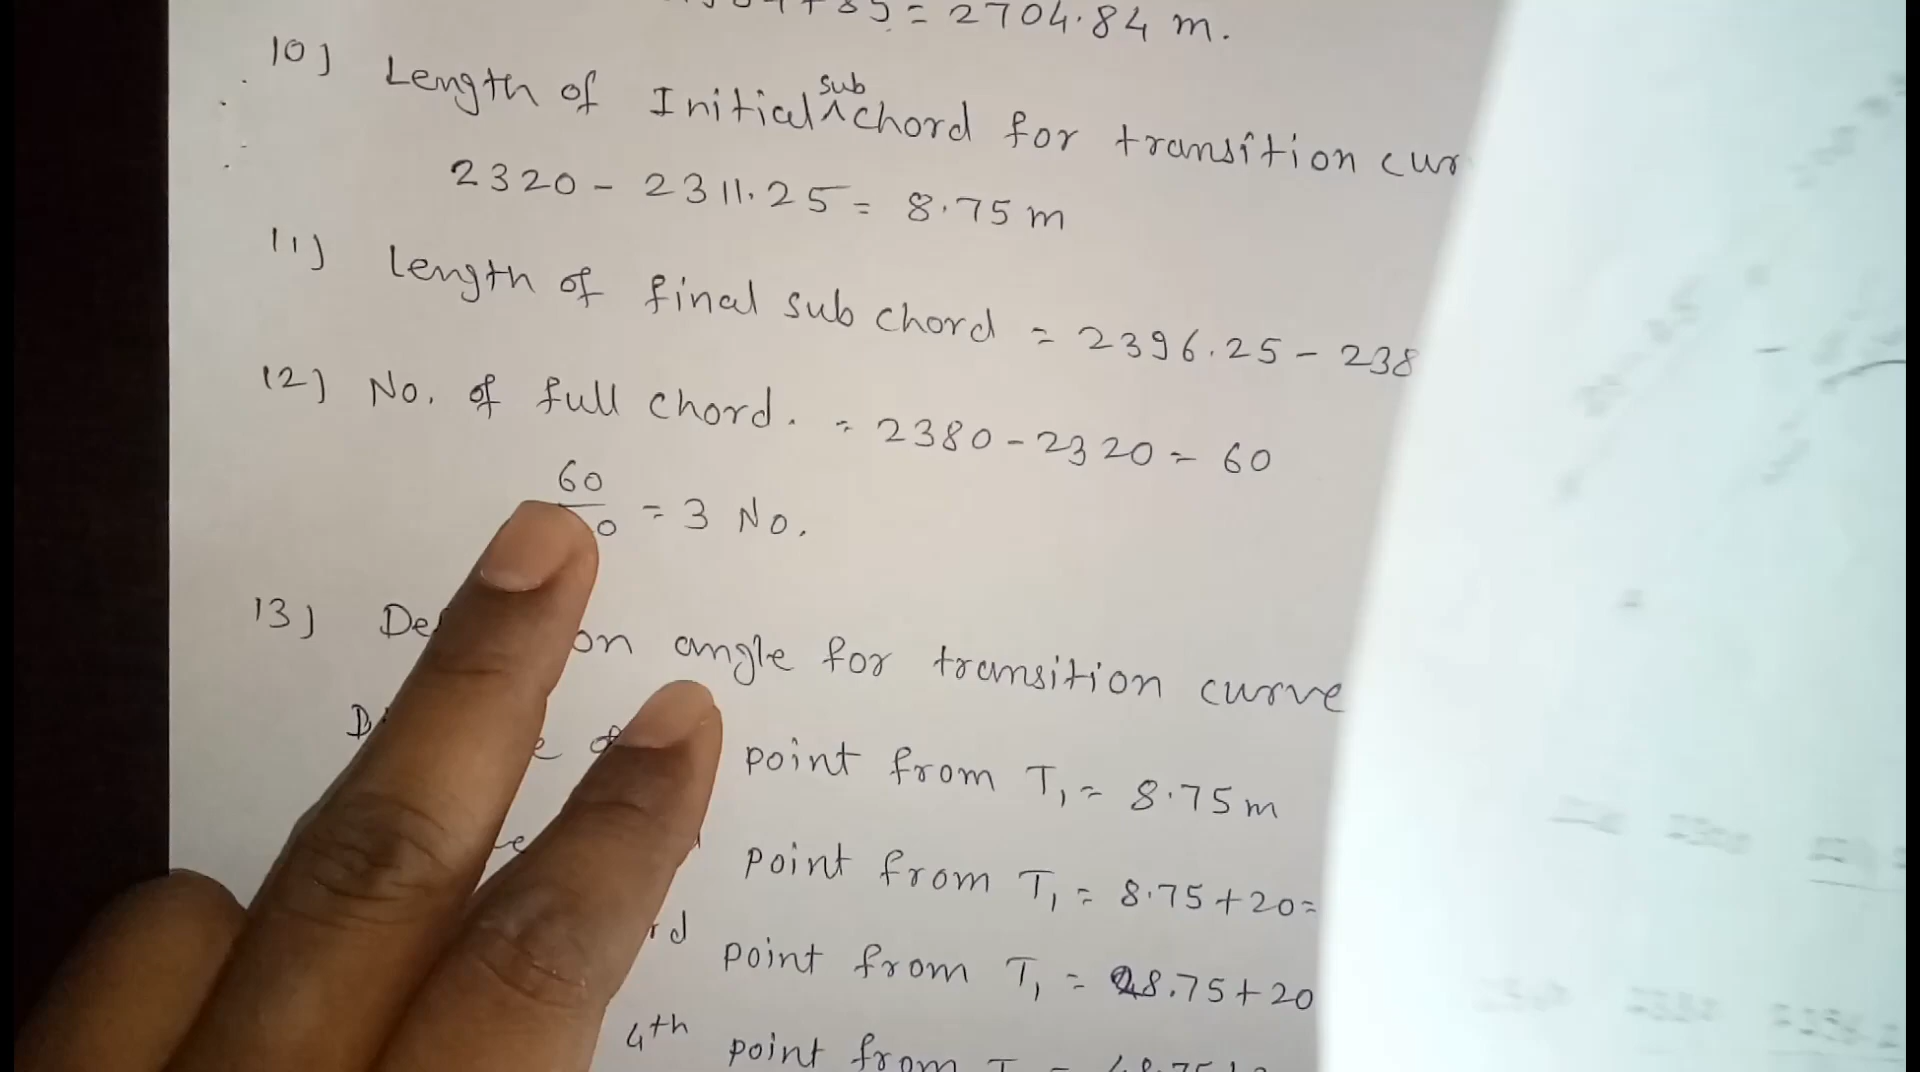 = 2704.84 m.
10) Length of Initial sub chord for transition cur
2320 - 2311.25 = 8.75 m
11) Length of final sub chord = 2396.25 - 238
12) No. of full chord. = 2380 - 2320 = 60
60
0 = 3 No.
13) De on angle for transition curve
point from T1 = 8.75 m
point from T1 = 8.75 + 20 =
rd point from T1 = 28.75 + 20
4th point from